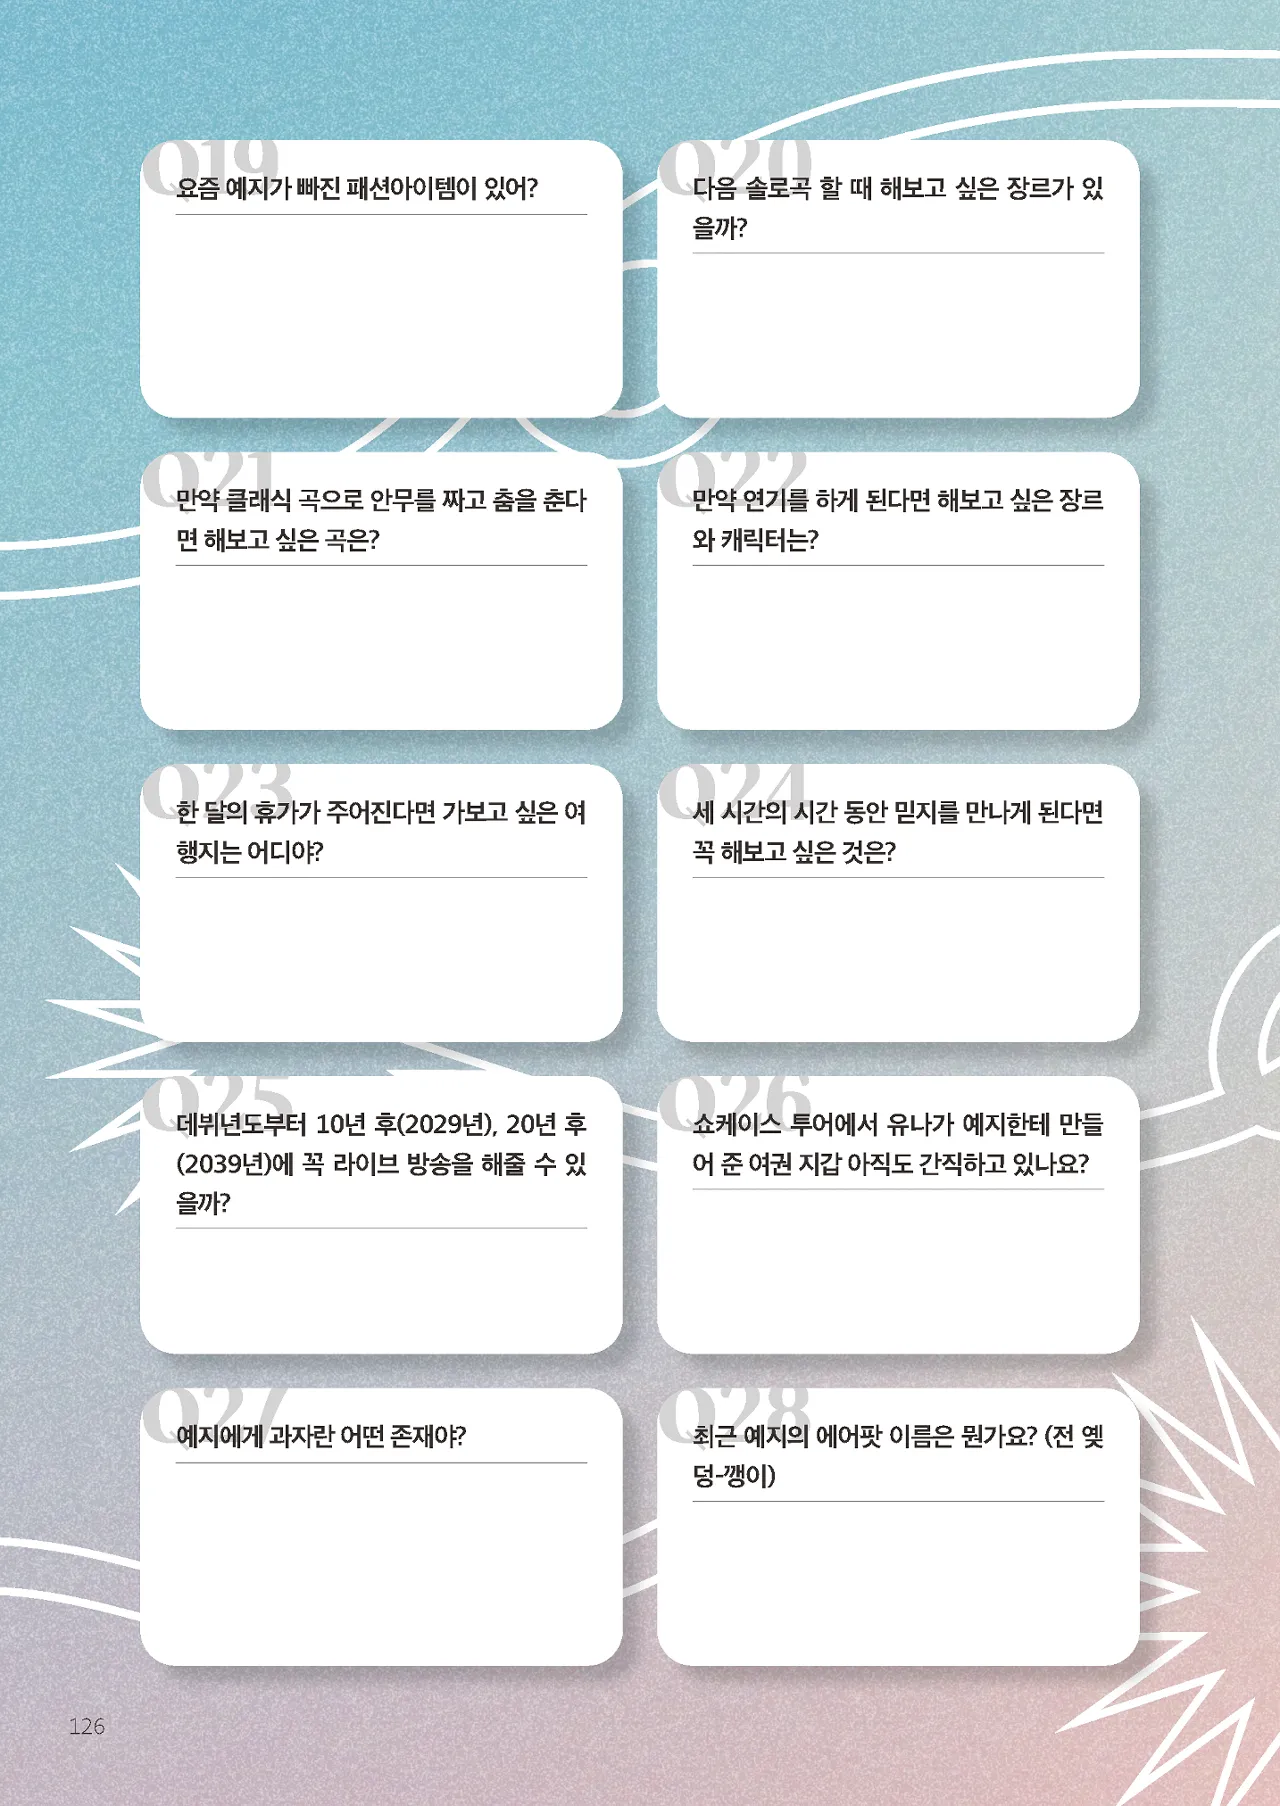 Q19
요즘 예지가 빠진 패션아이템이 있어?
Q20
다음 솔로곡 할 때 해보고 싶은 장르가 있
을까?
Q21
만약 클래식 곡으로 안무를 짜고 춤을 춘다
면 해보고 싶은 곡은?
Q22
만약 연기를 하게 된다면 해보고 싶은 장르
와 캐릭터는?
Q23
한 달의 휴가가 주어진다면 가보고 싶은 여
행지는 어디야?
Q24
세 시간의 시간 동안 믿지를 만나게 된다면
꼭 해보고 싶은 것은?
Q25
데뷔년도부터 10년 후(2029년), 20년 후
(2039년)에 꼭 라이브 방송을 해줄 수 있
을까?
Q26
쇼케이스 투어에서 유나가 예지한테 만들
어 준 여권 지갑 아직도 간직하고 있나요?
Q27
예지에게 과자란 어떤 존재야?
Q28
최근 예지의 에어팟 이름은 뭔가요? (전 옛
덩-깽이)
126